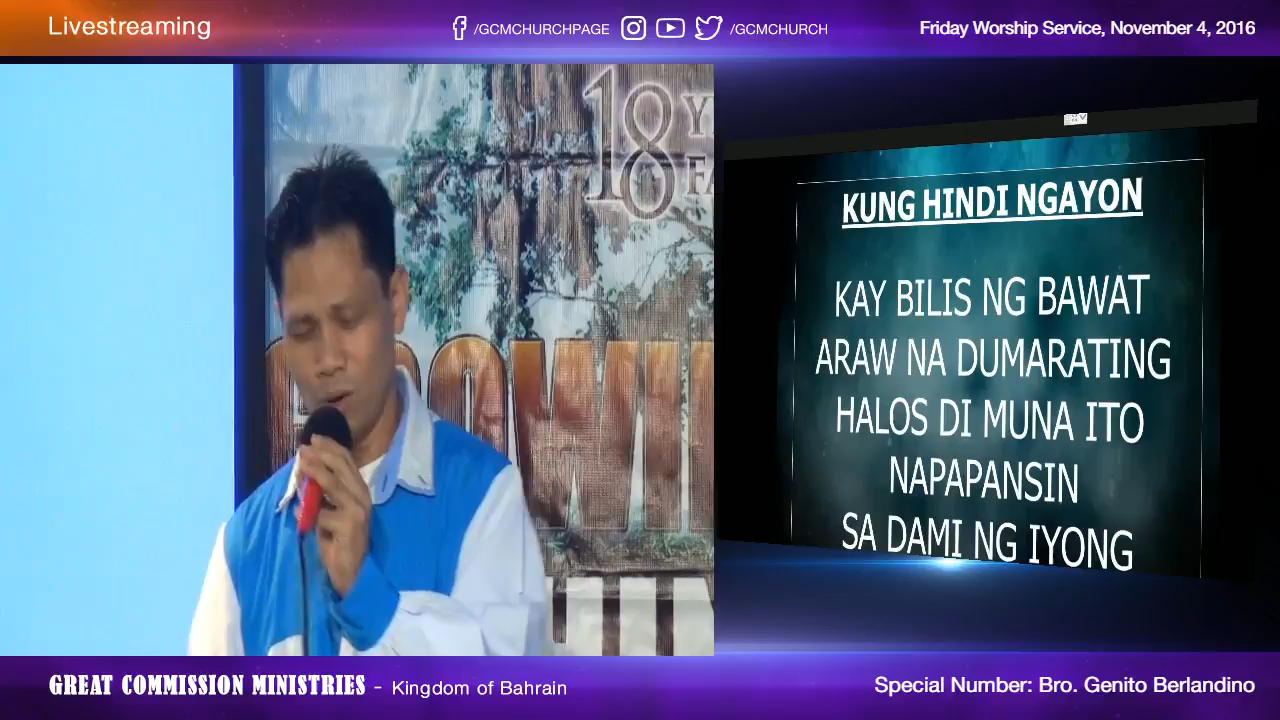 Livestreaming
/GCMCHURCHPAGE
/GCMCHURCH
Friday Worship Service, November 4, 2016
18 Y
FA
KUNG HINDI NGAYON
KAY BILIS NG BAWAT
ARAW NA DUMARATING
HALOS DI MUNA ITO
NAPAPANSIN
SA DAMI NG IYONG
GREAT COMMISSION MINISTRIES - Kingdom of Bahrain
Special Number: Bro. Genito Berlandino